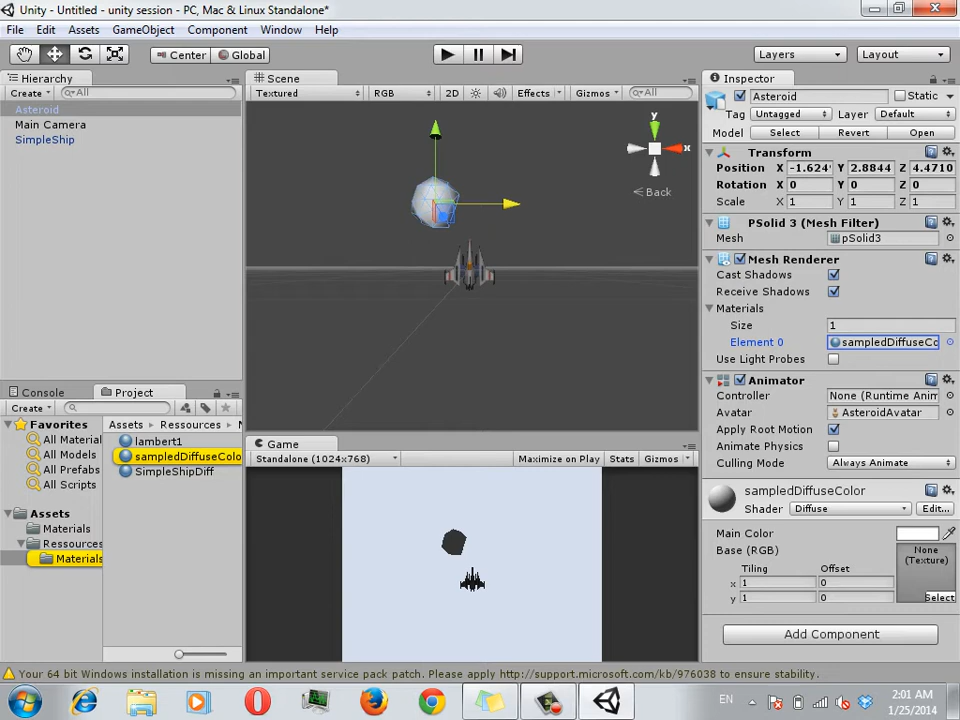 Unity - Untitled - unity session - PC, Mac & Linux Standalone*
File Edit Assets GameObject Component Window Help
Center Global Layers Layout
Hierarchy
Create All
Asteroid
Main Camera
SimpleShip
Scene
Textured RGB 2D Effects Gizmos All
y
x
Back
Game
Standalone (1024x768) Maximize on Play Stats Gizmos
Console Project
Create
Favorites
All Material
All Models
All Prefabs
All Scripts
Assets
Materials
Ressources
Materials
Assets Ressources
lambert1
sampledDiffuseColo
SimpleShipDiff
Inspector
Asteroid Static
Tag Untagged Layer Default
Model Select Revert Open
Transform
Position X -1.624 Y 2.8844 Z 4.4710
Rotation X 0 Y 0 Z 0
Scale X 1 Y 1 Z 1
PSolid 3 (Mesh Filter)
Mesh pSolid3
Mesh Renderer
Cast Shadows
Receive Shadows
Materials
Size 1
Element 0 sampledDiffuseCo
Use Light Probes
Animator
Controller None (Runtime Anim
Avatar AsteroidAvatar
Apply Root Motion
Animate Physics
Culling Mode Always Animate
sampledDiffuseColor
Shader Diffuse Edit...
Main Color
Base (RGB) None (Texture)
Tiling Offset
x 1 0
y 1 0
Select
Add Component
Your 64 bit Windows installation is missing an important service pack patch. Please apply http://support.microsoft.com/kb/976038 to ensure stability.
EN 2:01 AM
1/25/2014